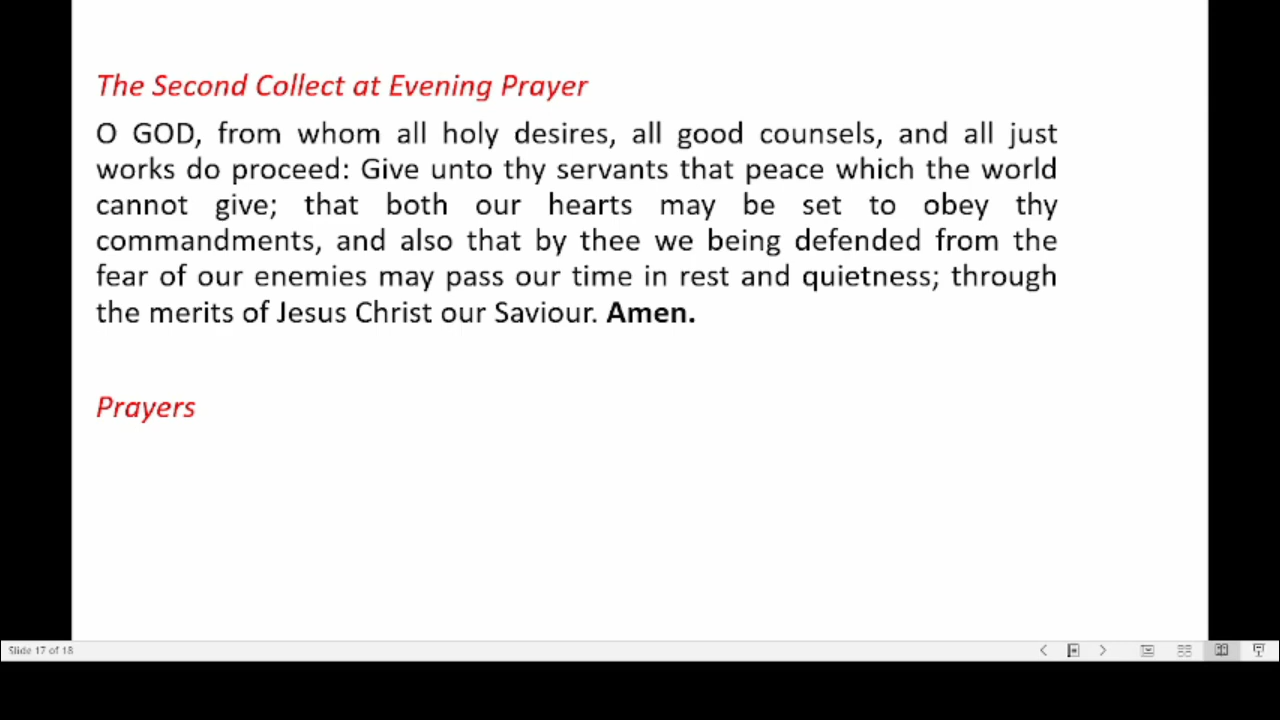 The Second Collect at Evening Prayer
O GOD, from whom all holy desires, all good counsels, and all just
works do proceed: Give unto thy servants that peace which the world
cannot give; that both our hearts may be set to obey thy
commandments, and also that by thee we being defended from the
fear of our enemies may pass our time in rest and quietness; through
the merits of Jesus Christ our Saviour. Amen.
Prayers
Slide 17 of 18